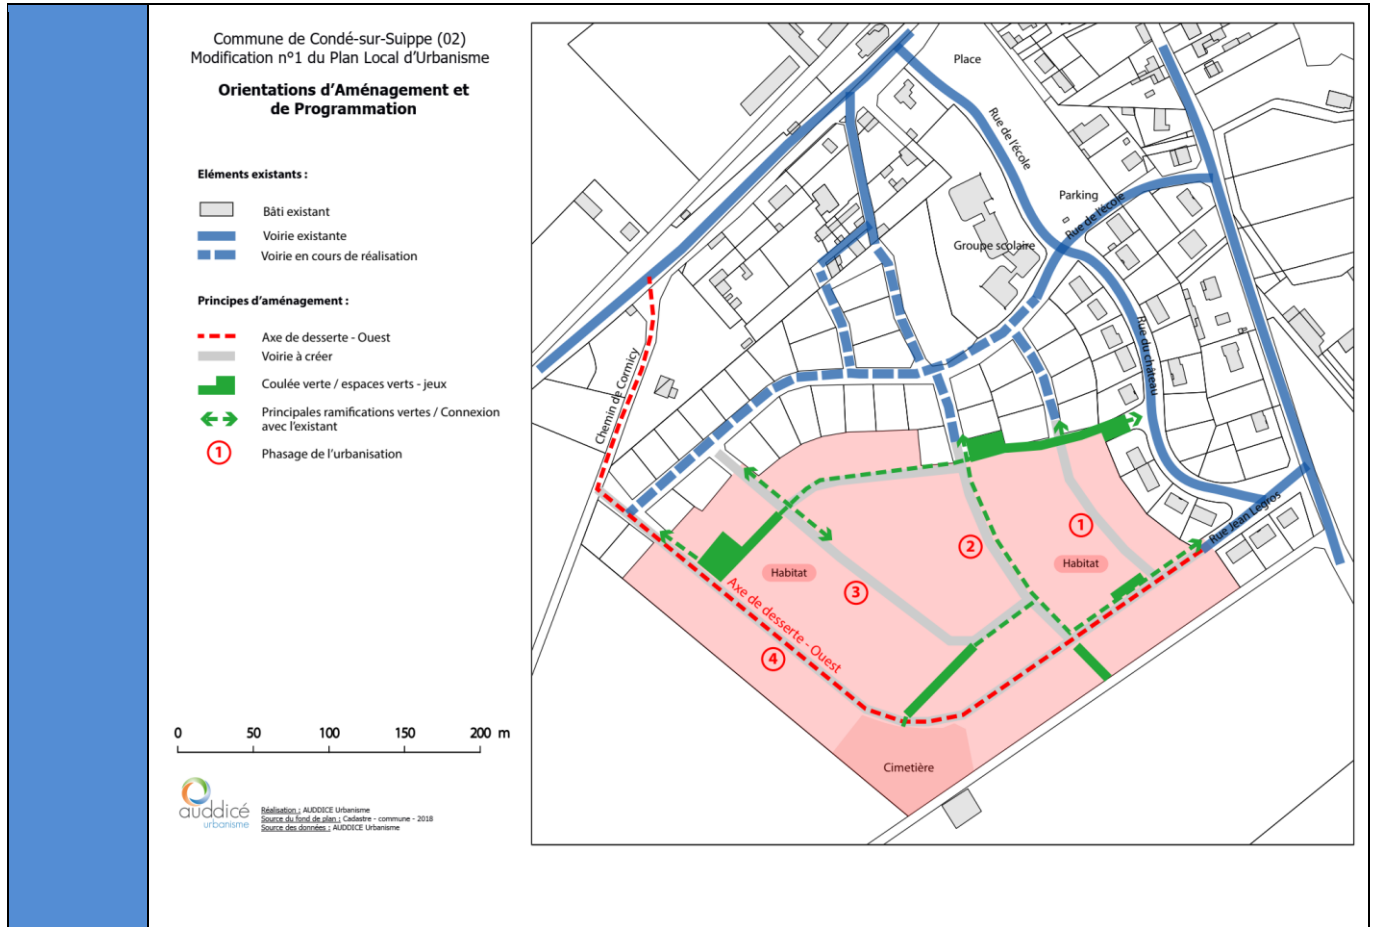 Commune de Condé-sur-Suippe (02)
Modification n°1 du Plan Local d'Urbanisme
Orientations d'Aménagement et
de Programmation
Eléments existants :
Bâti existant
Voirie existante
Voirie en cours de réalisation
Principes d'aménagement :
Axe de desserte - Ouest
Voirie à créer
Coulée verte / espaces verts - jeux
Principales ramifications vertes / Connexion
avec l'existant
1 Phasage de l'urbanisation
0 50 100 150 200 m
auddicé
urbanisme
Réalisation : AUDDICE Urbanisme
Source du fond de plan : Cadastre - commune - 2018
Source des données : AUDDICE Urbanisme
Place
Rue de l'école
Parking
Rue de l'école
Groupe scolaire
Rue du château
Chemin de Cormicy
Rue Jean Legros
1
2
Habitat
Habitat
3
Axe de desserte - Ouest
4
Cimetière